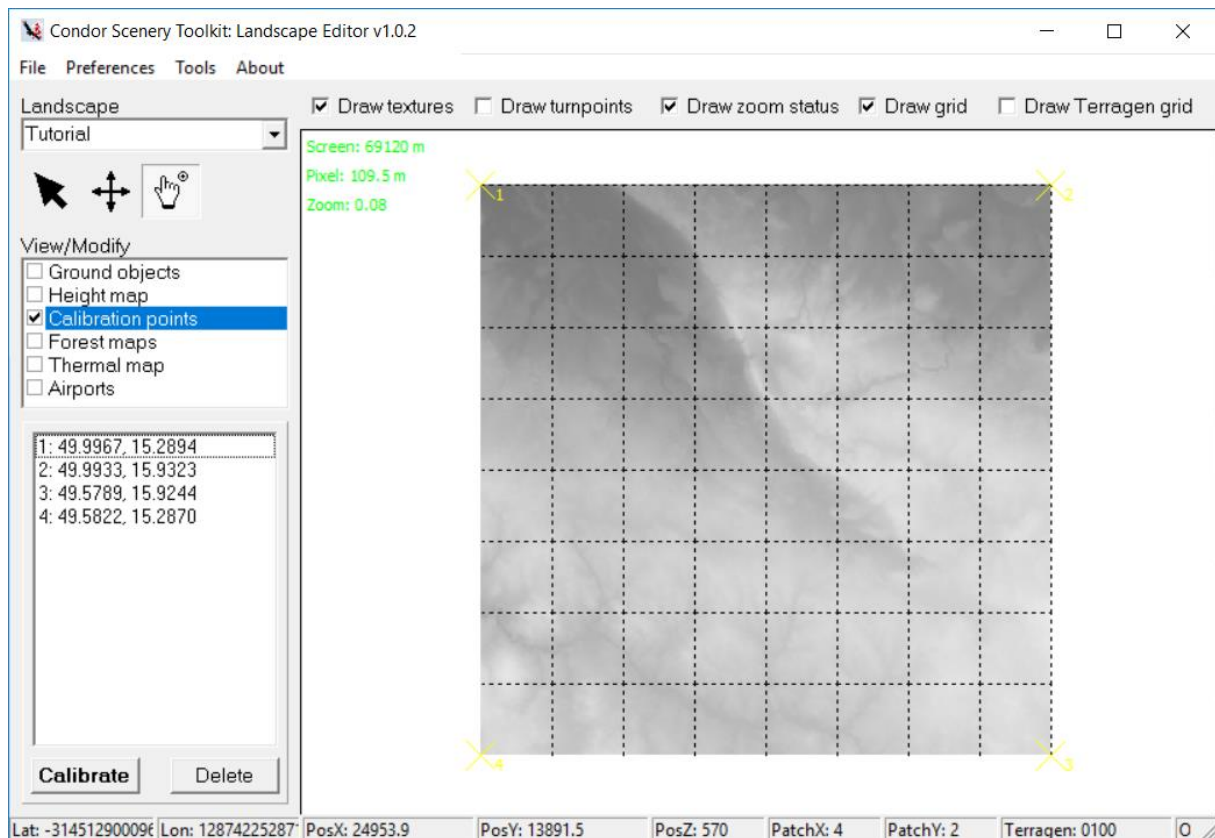 Condor Scenery Toolkit: Landscape Editor v1.0.2
File Preferences Tools About
Landscape
Tutorial
Draw textures Draw turnpoints Draw zoom status Draw grid Draw Terragen grid
Screen: 69120 m
Pixel: 109.5 m
Zoom: 0.08
1
2
View/Modify
Ground objects
Height map
Calibration points
Forest maps
Thermal map
Airports
1: 49.9967, 15.2894
2: 49.9933, 15.9323
3: 49.5789, 15.9244
4: 49.5822, 15.2870
4
3
Calibrate Delete
Lat: -314512900096 Lon: 12874225287 PosX: 24953.9 PosY: 13891.5 PosZ: 570 PatchX: 4 PatchY: 2 Terragen: 0100 O